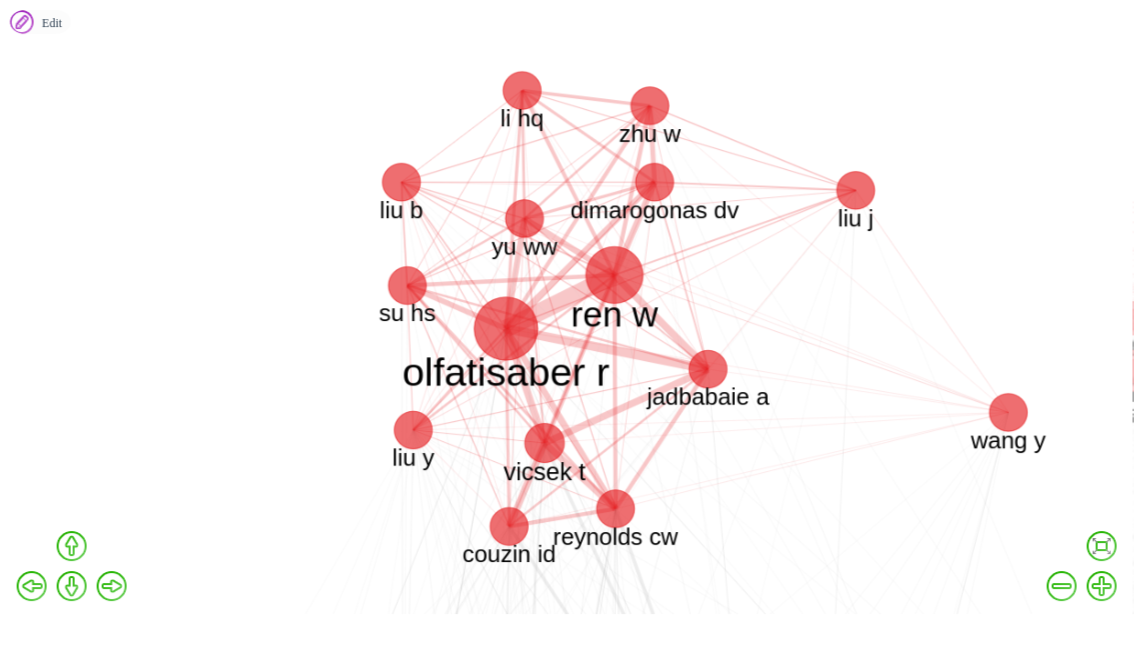 Edit
li hq
zhu w
liu b
dimarogonas dv
liu j
yu ww
su hs
ren w
olfatisaber r
jadbabaie a
wang y
liu y
vicsek t
reynolds cw
couzin id